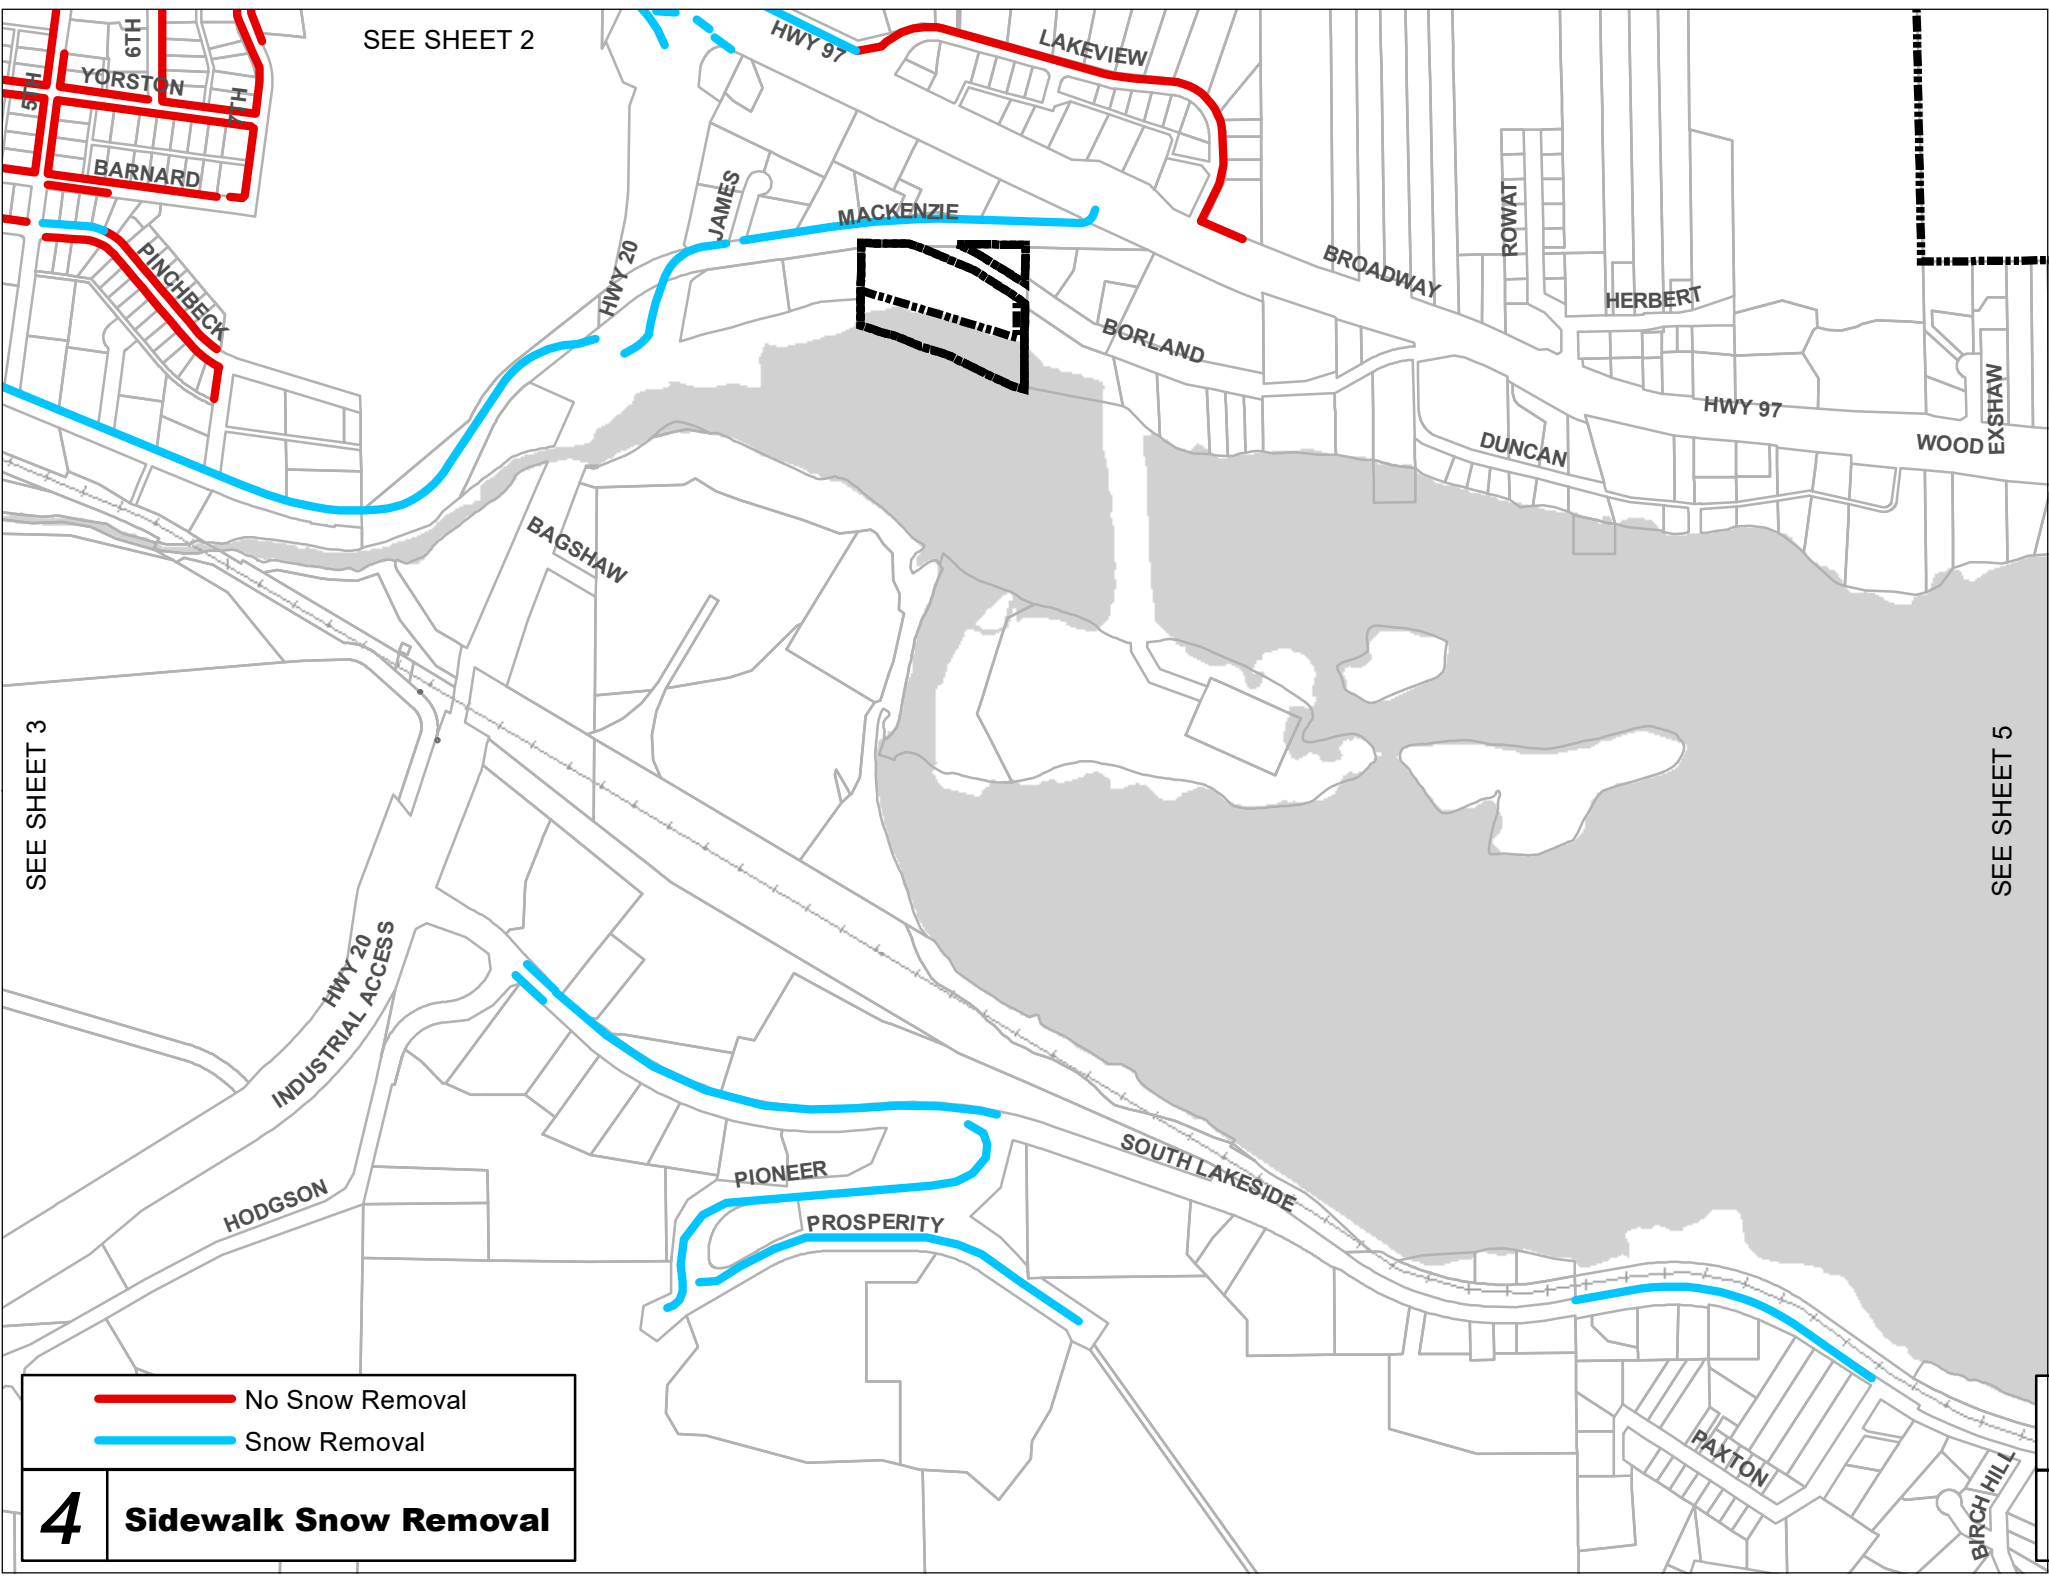 SEE SHEET 2
6TH
5TH
YORSTON
7TH
BARNARD
PINCHBECK
HWY 97
LAKEVIEW
JAMES
MACKENZIE
HWY 20
BROADWAY
ROWAT
HERBERT
BORLAND
EXSHAW
HWY 97
WOOD
DUNCAN
BAGSHAW
SEE SHEET 3
SEE SHEET 5
HWY 20
INDUSTRIAL ACCESS
HODGSON
PIONEER
PROSPERITY
SOUTH LAKESIDE
PAXTON
BIRCH HILL
No Snow Removal
Snow Removal
4
Sidewalk Snow Removal